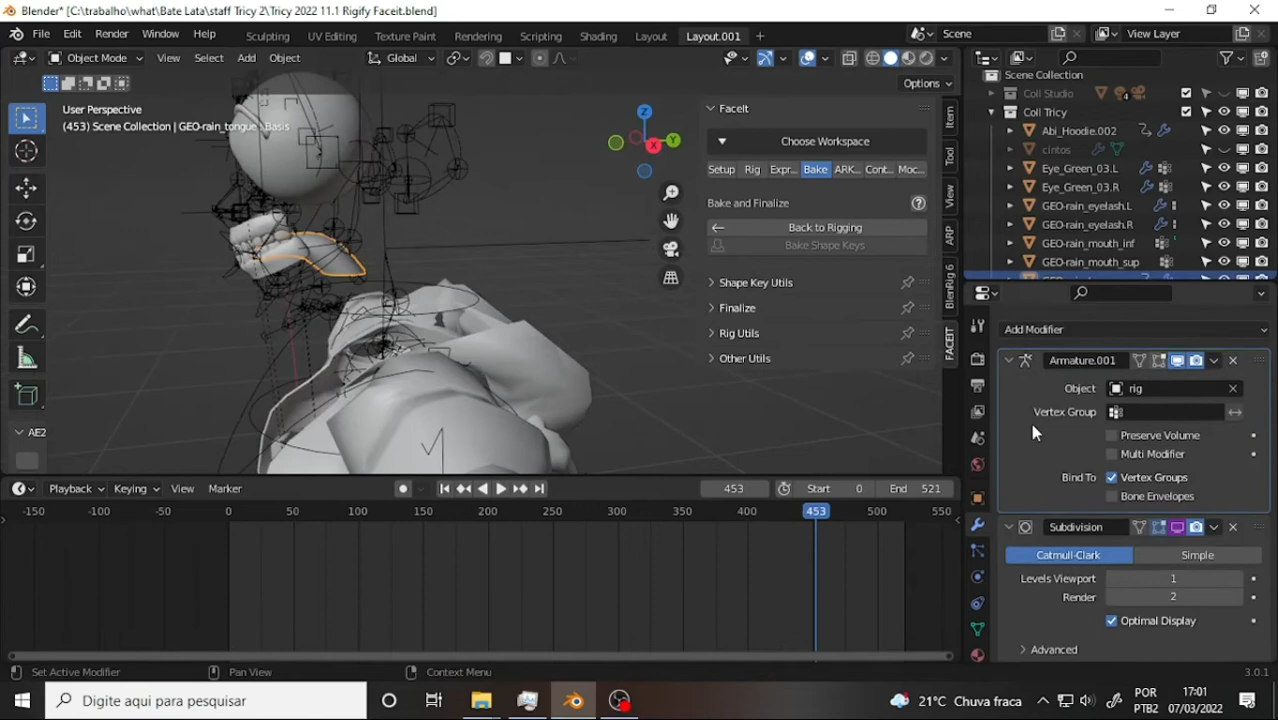 Blender* [C:\trabalho\what\Bate Lata\staff Tricy 2\Tricy 2022 11.1 Rigify Faceit.blend]
File Edit Render Window Help Sculpting UV Editing Texture Paint Rendering Scripting Shading Layout Layout.001 + Scene View Layer
Object Mode View Select Add Object Global
Options
User Perspective
(453) Scene Collection | GEO-rain_tongue : Basis
Z
Y
X
AE2
FaceIt
Choose Workspace
Setup Rig Expr... Bake ARK... Cont... Moc...
Bake and Finalize
Back to Rigging
Bake Shape Keys
Shape Key Utils
Finalize
Rig Utils
Other Utils
Item
Tool
View
ARP
BlenRig 6
FACEIT
Scene Collection
Coll Studio 4
Coll Tricy
Abi_Hoodie.002
cintos
Eye_Green_03.L
Eye_Green_03.R
GEO-rain_eyelash.L
GEO-rain_eyelash.R
GEO-rain_mouth_inf
GEO-rain_mouth_sup
Add Modifier
Armature.001
Object rig
Vertex Group
Preserve Volume
Multi Modifier
Bind To Vertex Groups
Bone Envelopes
Subdivision
Catmull-Clark Simple
Levels Viewport 1
Render 2
Optimal Display
Advanced
Playback Keying View Marker 453 Start 0 End 521
-150 -100 -50 0 50 100 150 200 250 300 350 400 453 500 550
Set Active Modifier Pan View Context Menu 3.0.1
Digite aqui para pesquisar 21°C Chuva fraca POR 17:01
PTB2 07/03/2022